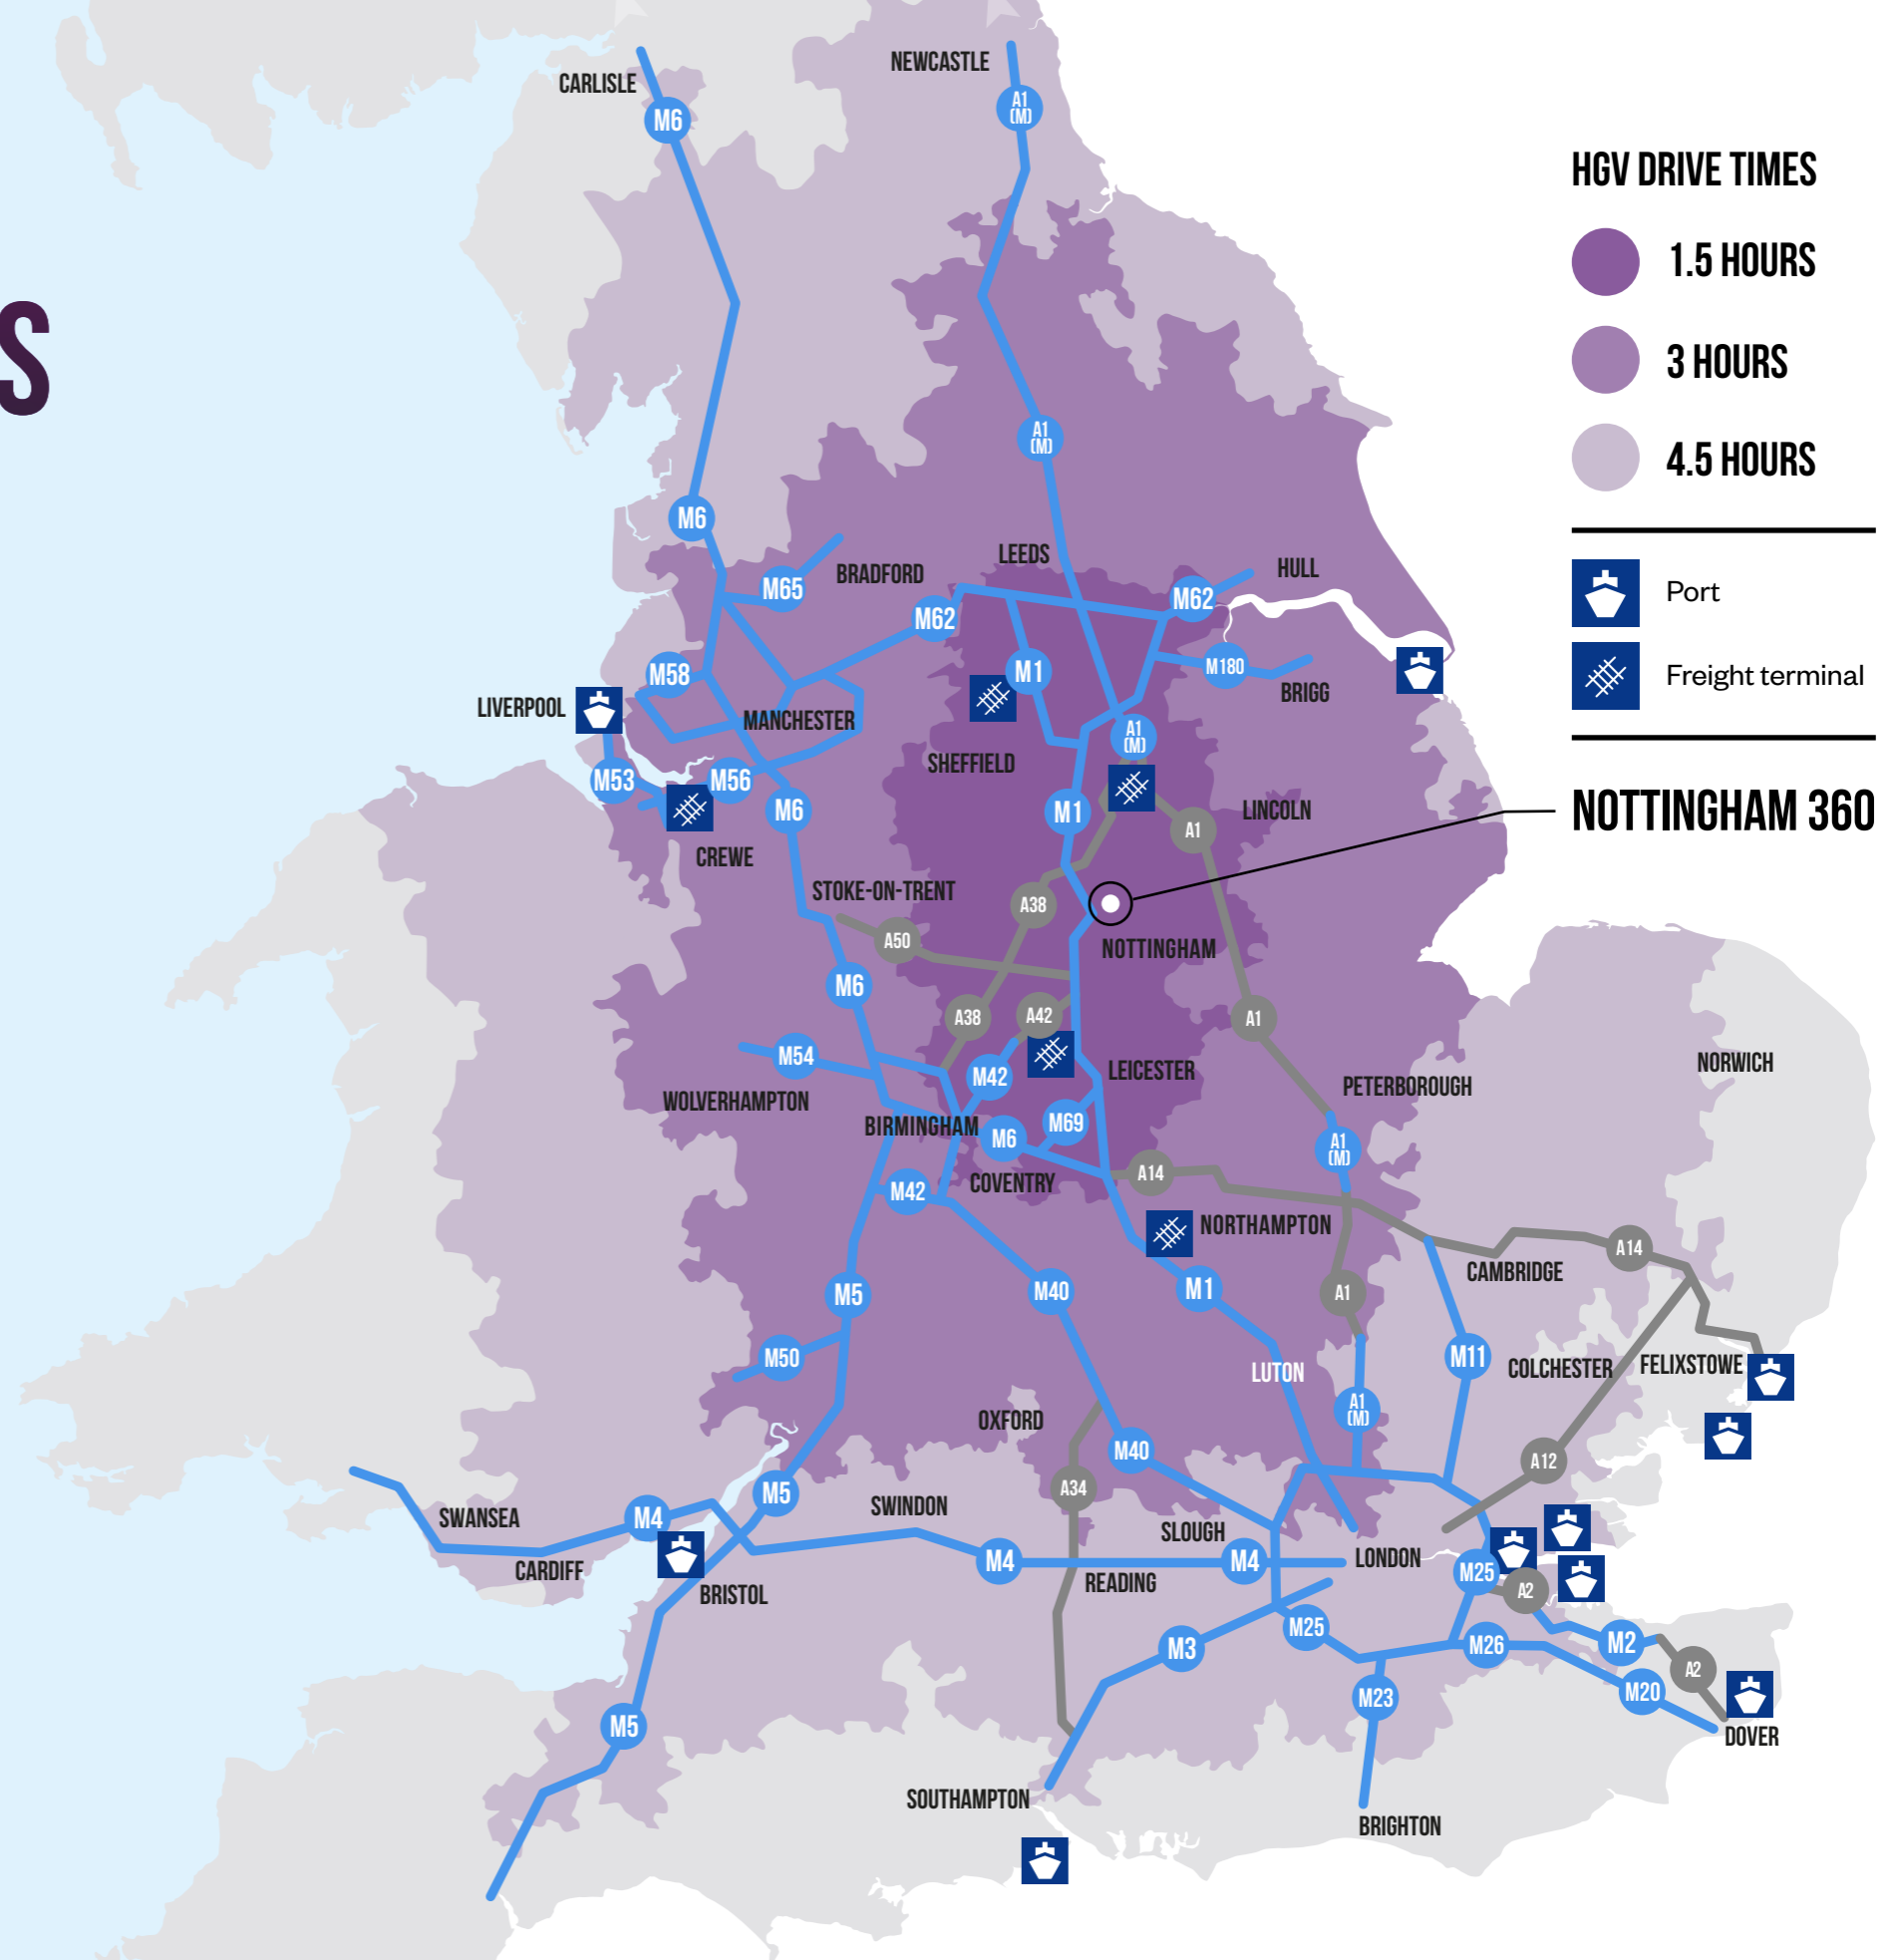 S
CARLISLE
NEWCASTLE
M6
A1
(M)
HGV DRIVE TIMES
1.5 HOURS
3 HOURS
4.5 HOURS
Port
Freight terminal
NOTTINGHAM 360
A1
(M)
M6
LEEDS
HULL
BRADFORD
M65
M62
M62
M58
M1
M180
BRIGG
LIVERPOOL
MANCHESTER
A1
(M)
SHEFFIELD
M53
M56
M6
M1
LINCOLN
A1
CREWE
STOKE-ON-TRENT
A38
A50
NOTTINGHAM
M6
A38
A42
A1
M54
M42
LEICESTER
NORWICH
PETERBOROUGH
WOLVERHAMPTON
BIRMINGHAM
M6
M69
A1
(M)
COVENTRY
A14
M42
NORTHAMPTON
A14
CAMBRIDGE
M5
M40
M1
A1
M50
M11
LUTON
COLCHESTER
FELIXSTOWE
OXFORD
A1
(M)
M40
A12
A34
M5
SWINDON
SWANSEA
M4
SLOUGH
CARDIFF
M4
M4
LONDON
BRISTOL
READING
M25
A2
M25
M3
M26
M2
A2
M23
M20
M5
DOVER
SOUTHAMPTON
BRIGHTON